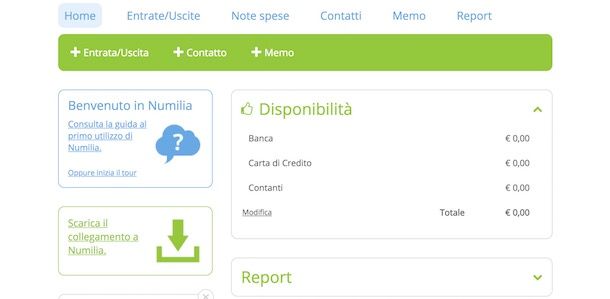 Home Entrate/Uscite Note spese Contatti Memo Report
+ Entrata/Uscita + Contatto + Memo
Benvenuto in Numilia
Consulta la guida al
primo utilizzo di
Numilia.
?
Oppure inizia il tour
Scarica il
collegamento a
Numilia.
Disponibilità
Banca € 0,00
Carta di Credito € 0,00
Contanti € 0,00
Modifica Totale € 0,00
Report